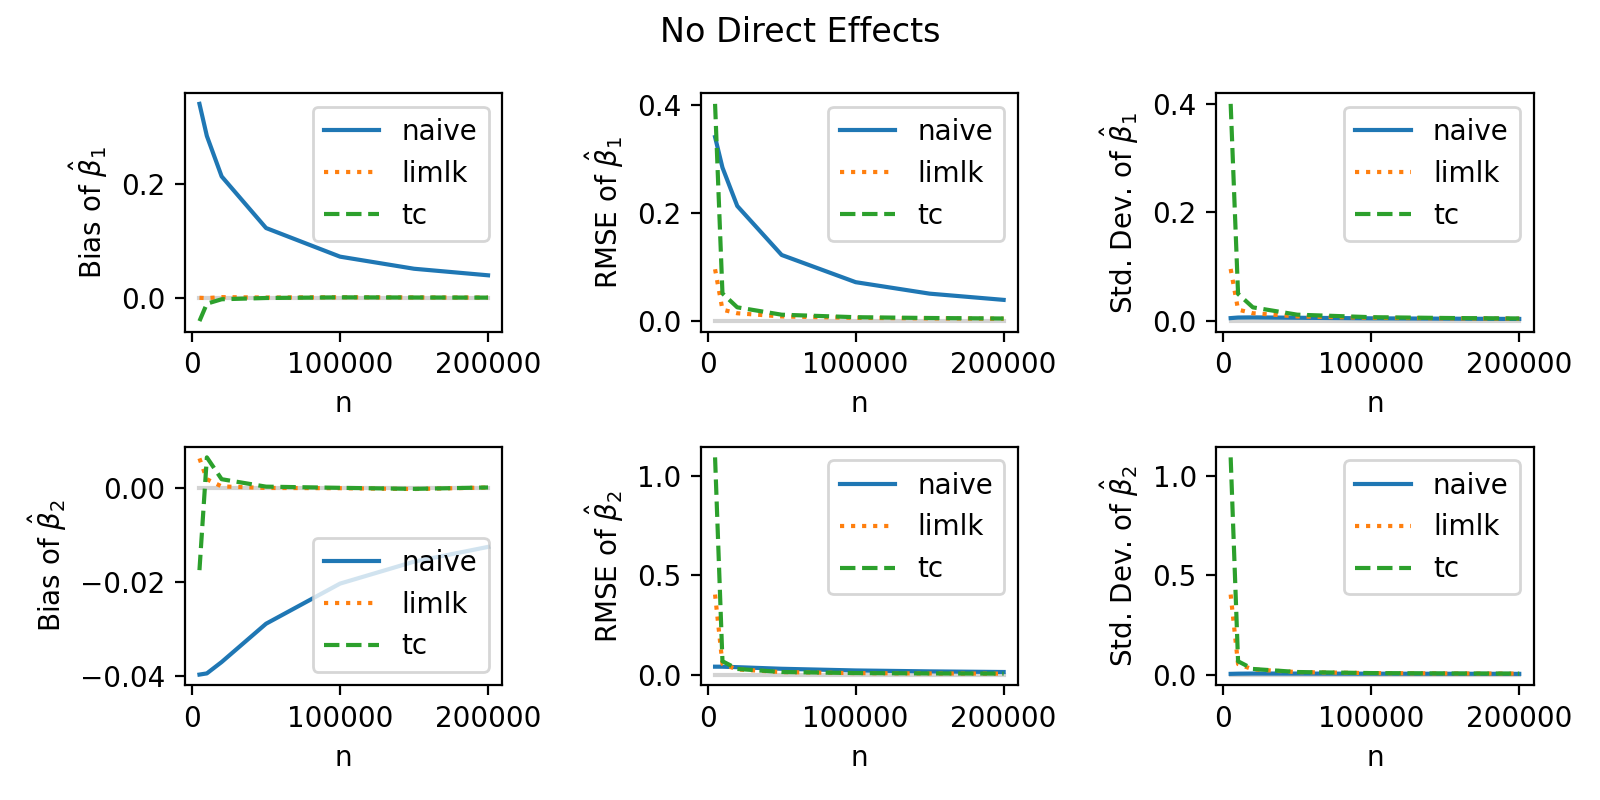 No Direct Effects
Bias of β̂₁
0.2
0.0
naive
limlk
tc
0
100000
200000
n
RMSE of β̂₁
0.4
0.2
0.0
naive
limlk
tc
0
100000
200000
n
Std. Dev. of β̂₁
0.4
0.2
0.0
naive
limlk
tc
0
100000
200000
n
Bias of β̂₂
0.00
−0.02
−0.04
naive
limlk
tc
0
100000
200000
n
RMSE of β̂₂
1.0
0.5
0.0
naive
limlk
tc
0
100000
200000
n
Std. Dev. of β̂₂
1.0
0.5
0.0
naive
limlk
tc
0
100000
200000
n